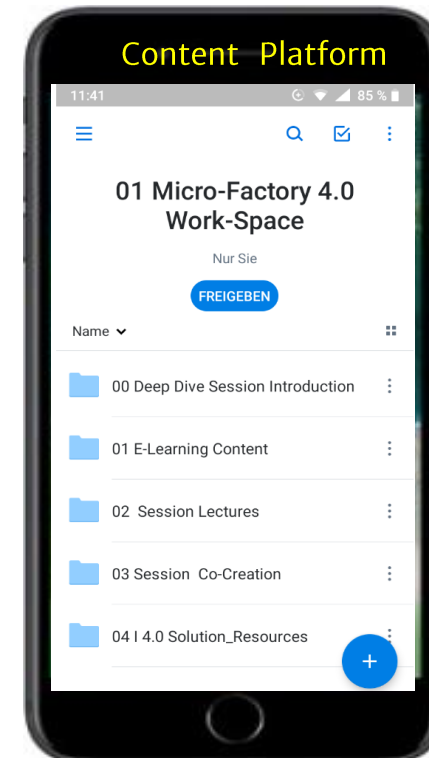 Content Platform
11:41
85 %
01 Micro-Factory 4.0
Work-Space
Nur Sie
FREIGEBEN
Name
00 Deep Dive Session Introduction
01 E-Learning Content
02 Session Lectures
03 Session Co-Creation
04 I 4.0 Solution_Resources